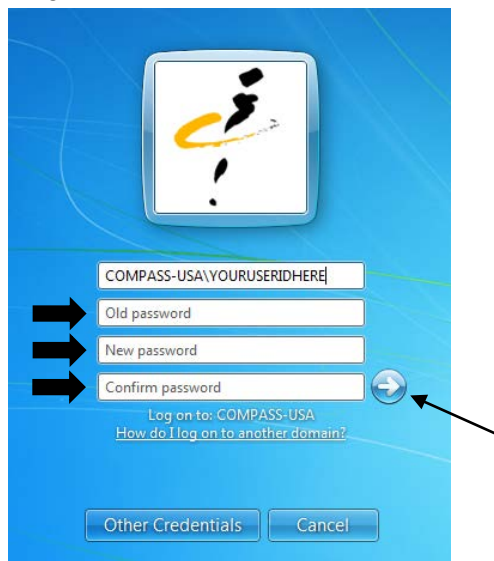 COMPASS-USA\YOURUSERIDHERE
Old password
New password
Confirm password
Log on to: COMPASS-USA
How do I log on to another domain?
Other Credentials
Cancel